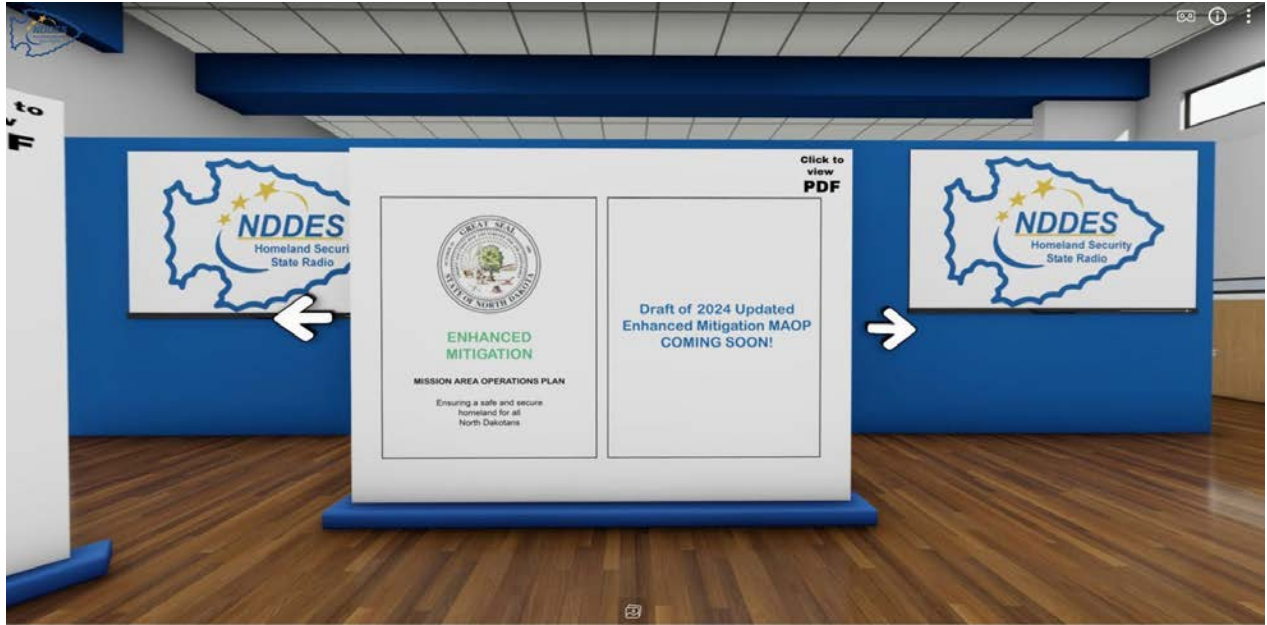 NDDES
to
F
NDDES
Homeland Securi
State Radio
Click to
view
PDF
GREAT SEAL
STATE OF NORTH DAKOTA
ENHANCED
MITIGATION
MISSION AREA OPERATIONS PLAN
Ensuring a safe and secure
homeland for all
North Dakotans
Draft of 2024 Updated
Enhanced Mitigation MAOP
COMING SOON!
NDDES
Homeland Security
State Radio